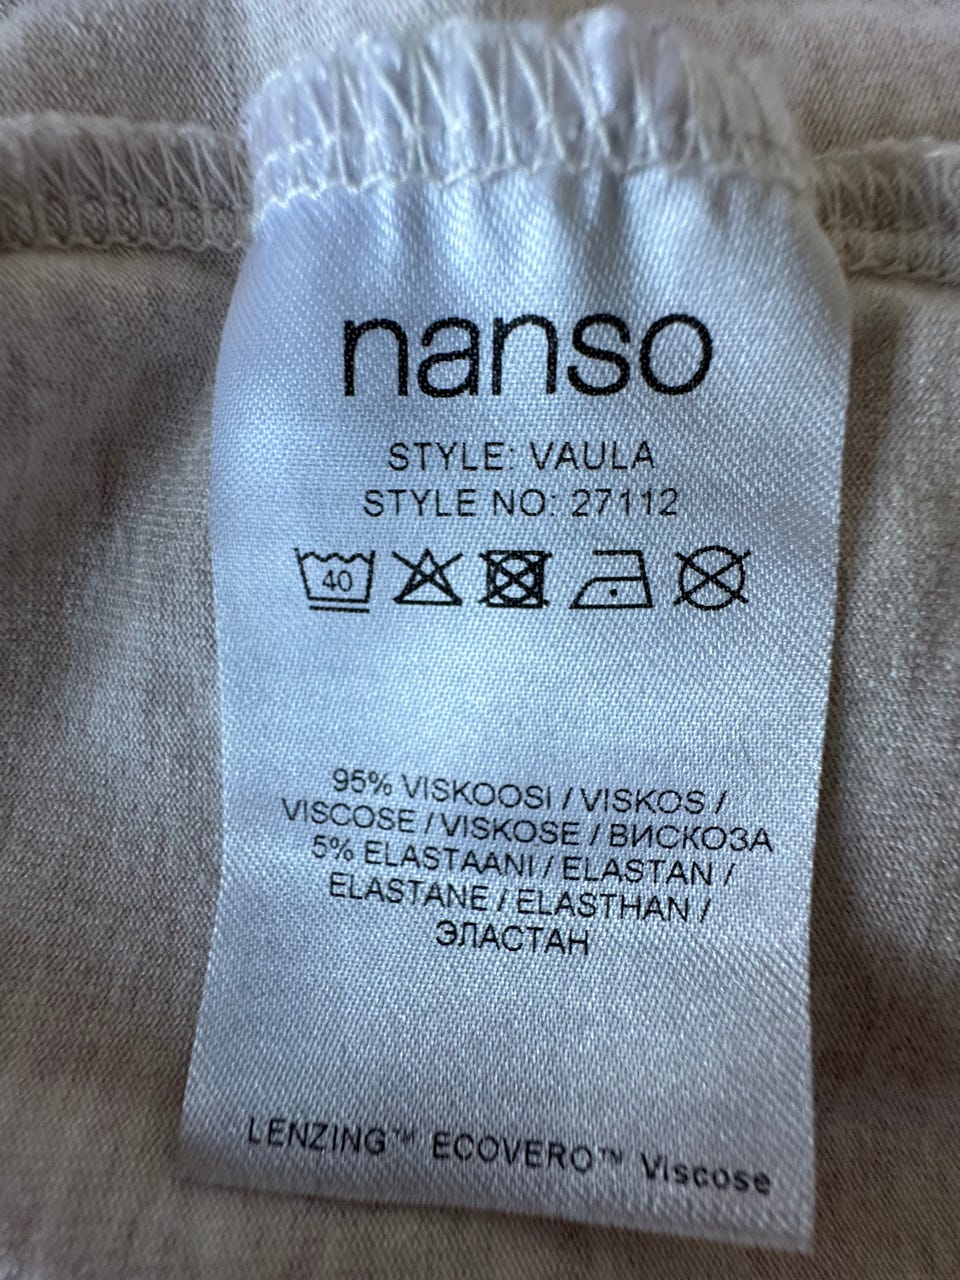 nanso
STYLE: VAULA
STYLE NO: 27112
40
95% VISKOOSI / VISKOS /
VISCOSE / VISKOSE / ВИСКОЗА
5% ELASTAANI / ELASTAN /
ELASTANE / ELASTHAN /
ЭЛАСТАН
LENZING™ ECOVERO™ Viscose